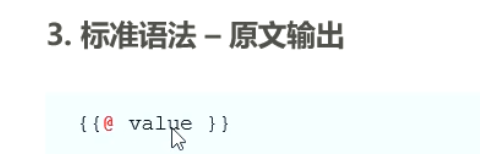 3. 标准语法 – 原文输出
{{@ value }}